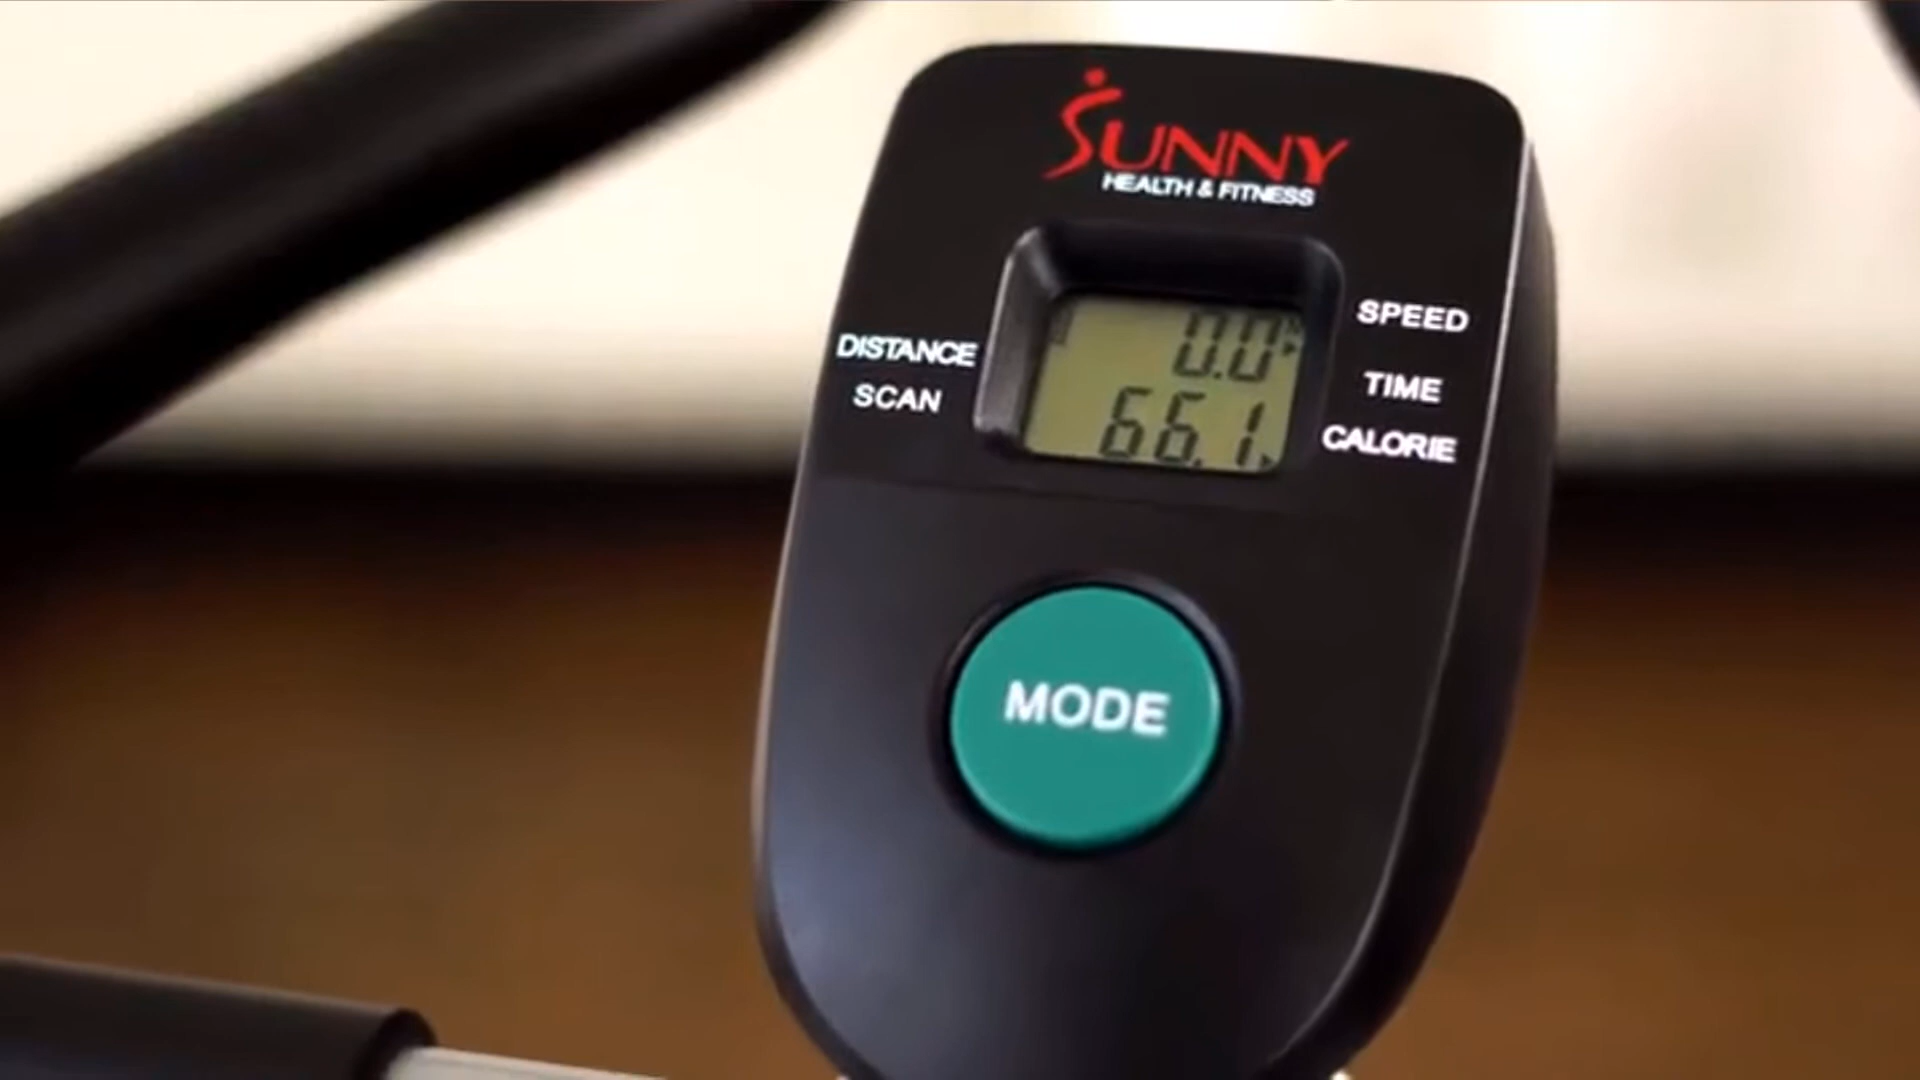 SUNNY
HEALTH & FITNESS
DISTANCE
SCAN
0.0
66.1
SPEED
TIME
CALORIE
MODE